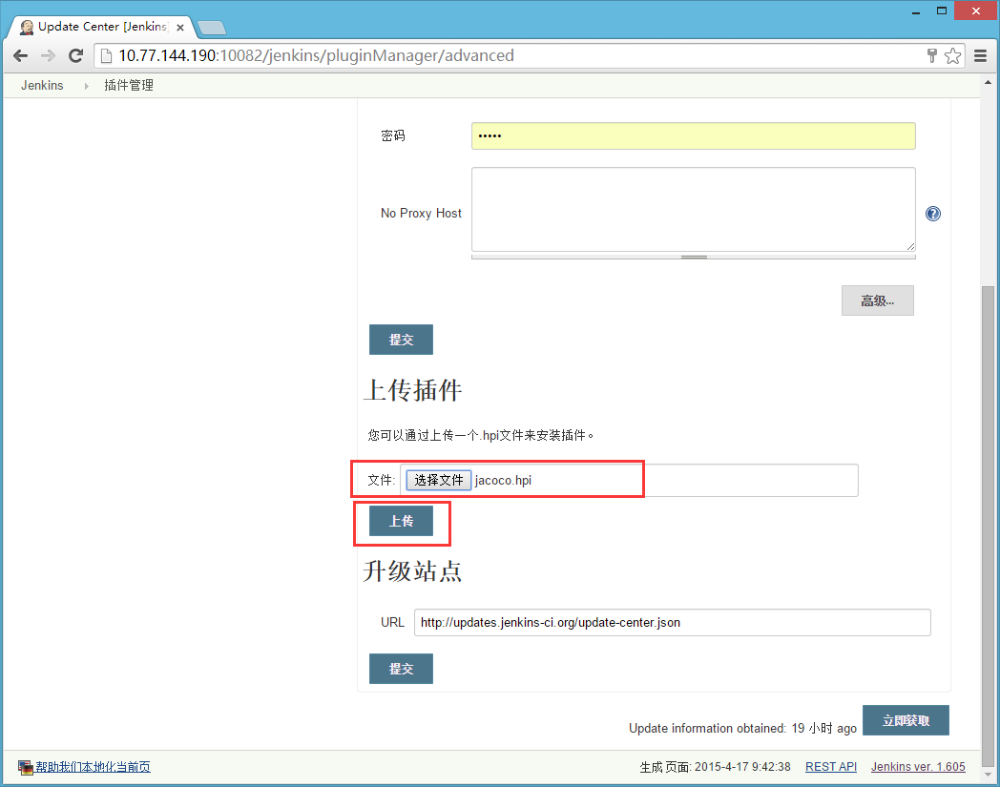 Update Center [Jenkins]
10.77.144.190:10082/jenkins/pluginManager/advanced
Jenkins 插件管理
密码 •••••
No Proxy Host
高级...
提交
上传插件
您可以通过上传一个.hpi文件来安装插件。
文件: 选择文件 jacoco.hpi
上传
升级站点
URL http://updates.jenkins-ci.org/update-center.json
提交
Update information obtained: 19 小时 ago 立即获取
帮助我们本地化当前页 生成 页面: 2015-4-17 9:42:38 REST API Jenkins ver. 1.605